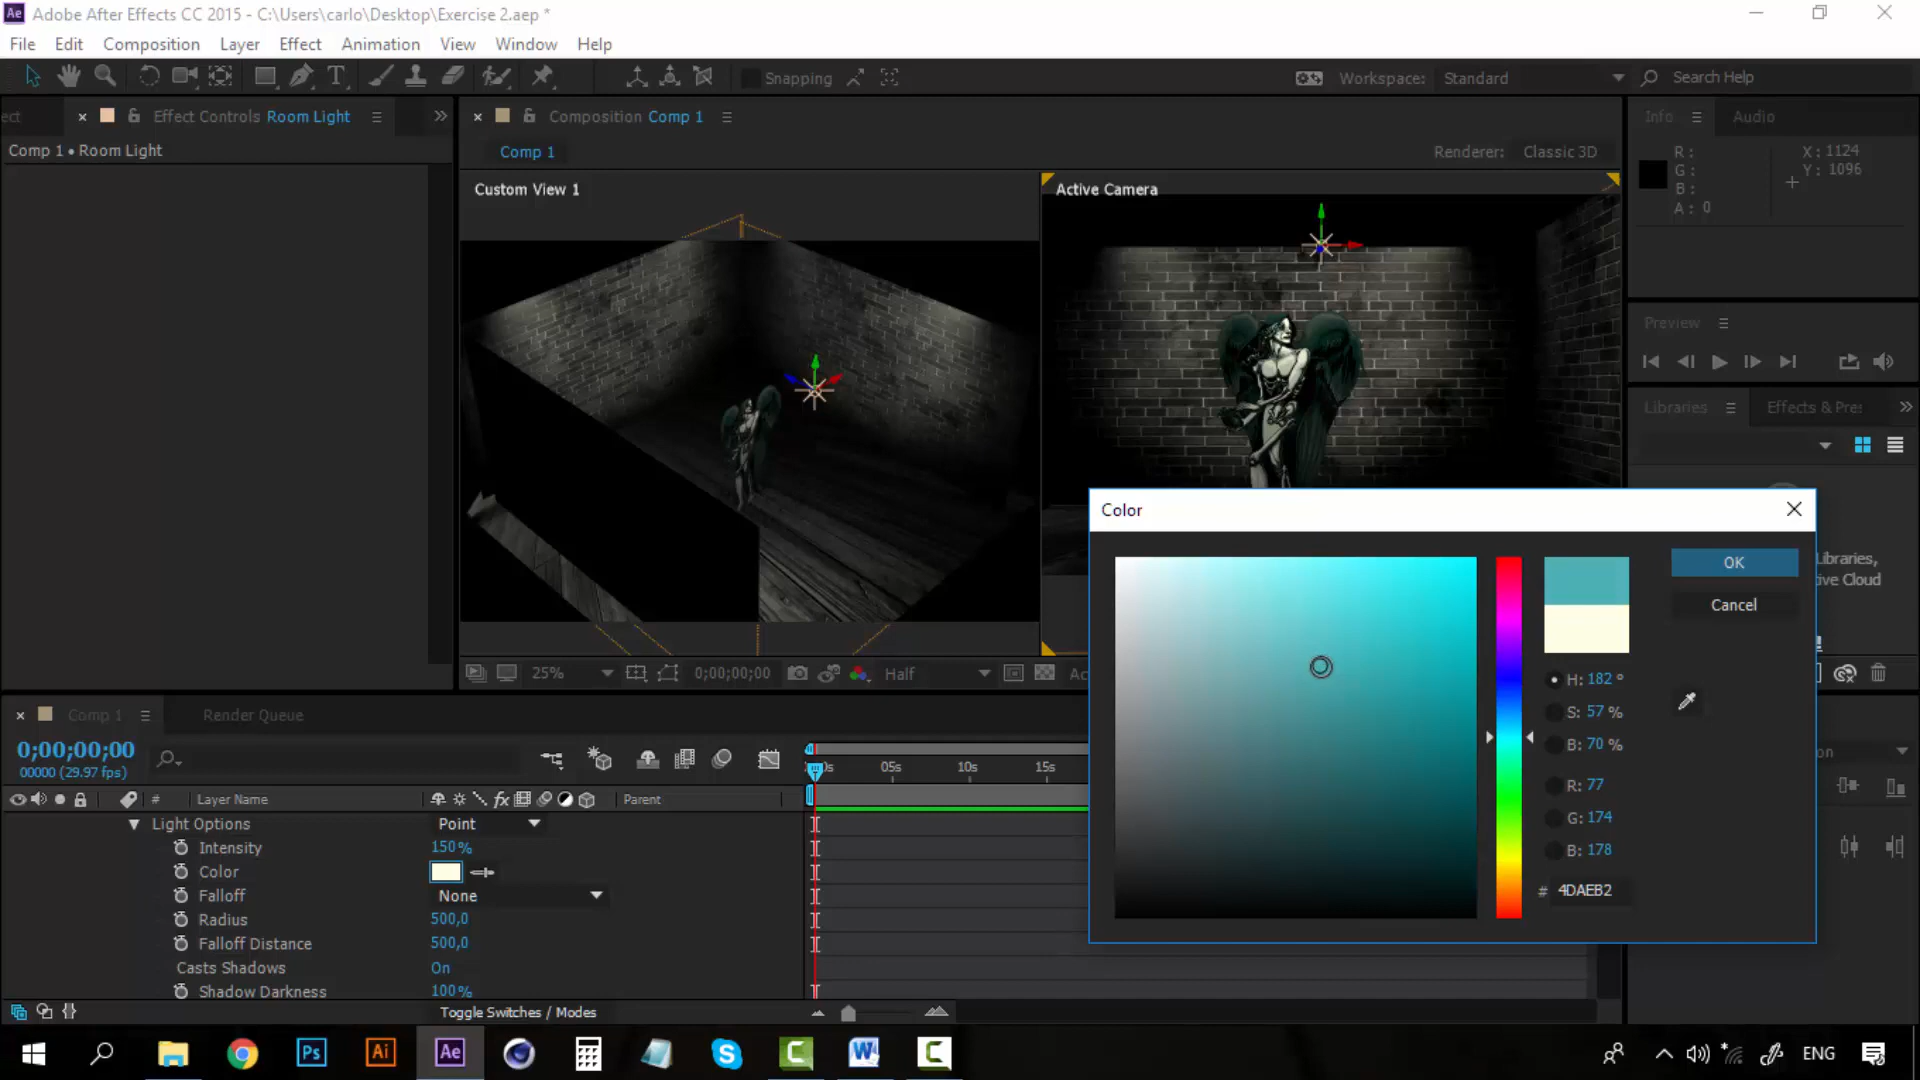 Adobe After Effects CC 2015 - C:\Users\carlo\Desktop\Exercise 2.aep *
File Edit Composition Layer Effect Animation View Window Help
Snapping
Workspace: Standard
Search Help
ect
Effect Controls Room Light
Comp 1 • Room Light
Composition Comp 1
Comp 1
Renderer: Classic 3D
Custom View 1
Active Camera
25%
0;00;00;00
Half
Info Audio
R:
G:
B:
A: 0
X: 1124
Y: 1096
Preview
Libraries Effects & Pre
Libraries,
ive Cloud
Color
OK
Cancel
H: 182 °
S: 57 %
B: 70 %
R: 77
G: 174
B: 178
# 4DAEB2
Comp 1
Render Queue
0;00;00;00
00000 (29.97 fps)
# Layer Name
Parent
05s 10s 15s
Light Options Point
Intensity 150%
Color
Falloff None
Radius 500,0
Falloff Distance 500,0
Casts Shadows On
Shadow Darkness 100%
Toggle Switches / Modes
Ps Ai Ae
ENG